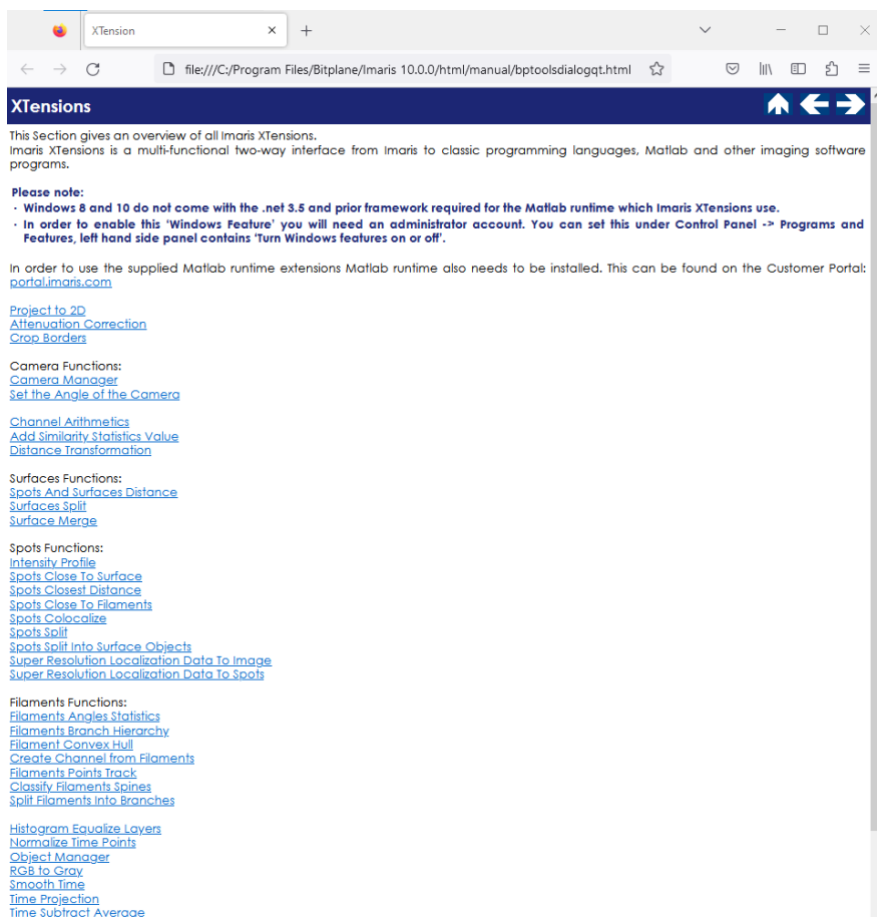 XTension
file:///C:/Program Files/Bitplane/Imaris 10.0.0/html/manual/bptoolsdialogqt.html
XTensions
This Section gives an overview of all Imaris XTensions.
Imaris XTensions is a multi-functional two-way interface from Imaris to classic programming languages, Matlab and other imaging software
programs.
Please note:
· Windows 8 and 10 do not come with the .net 3.5 and prior framework required for the Matlab runtime which Imaris XTensions use.
· In order to enable this 'Windows Feature' you will need an administrator account. You can set this under Control Panel -> Programs and
Features, left hand side panel contains 'Turn Windows features on or off'.
In order to use the supplied Matlab runtime extensions Matlab runtime also needs to be installed. This can be found on the Customer Portal:
portal.imaris.com
Project to 2D
Attenuation Correction
Crop Borders
Camera Functions:
Camera Manager
Set the Angle of the Camera
Channel Arithmetics
Add Similarity Statistics Value
Distance Transformation
Surfaces Functions:
Spots And Surfaces Distance
Surfaces Split
Surface Merge
Spots Functions:
Intensity Profile
Spots Close To Surface
Spots Closest Distance
Spots Close To Filaments
Spots Colocalize
Spots Split
Spots Split Into Surface Objects
Super Resolution Localization Data To Image
Super Resolution Localization Data To Spots
Filaments Functions:
Filaments Angles Statistics
Filaments Branch Hierarchy
Filament Convex Hull
Create Channel from Filaments
Filaments Points Track
Classify Filaments Spines
Split Filaments Into Branches
Histogram Equalize Layers
Normalize Time Points
Object Manager
RGB to Gray
Smooth Time
Time Projection
Time Subtract Average